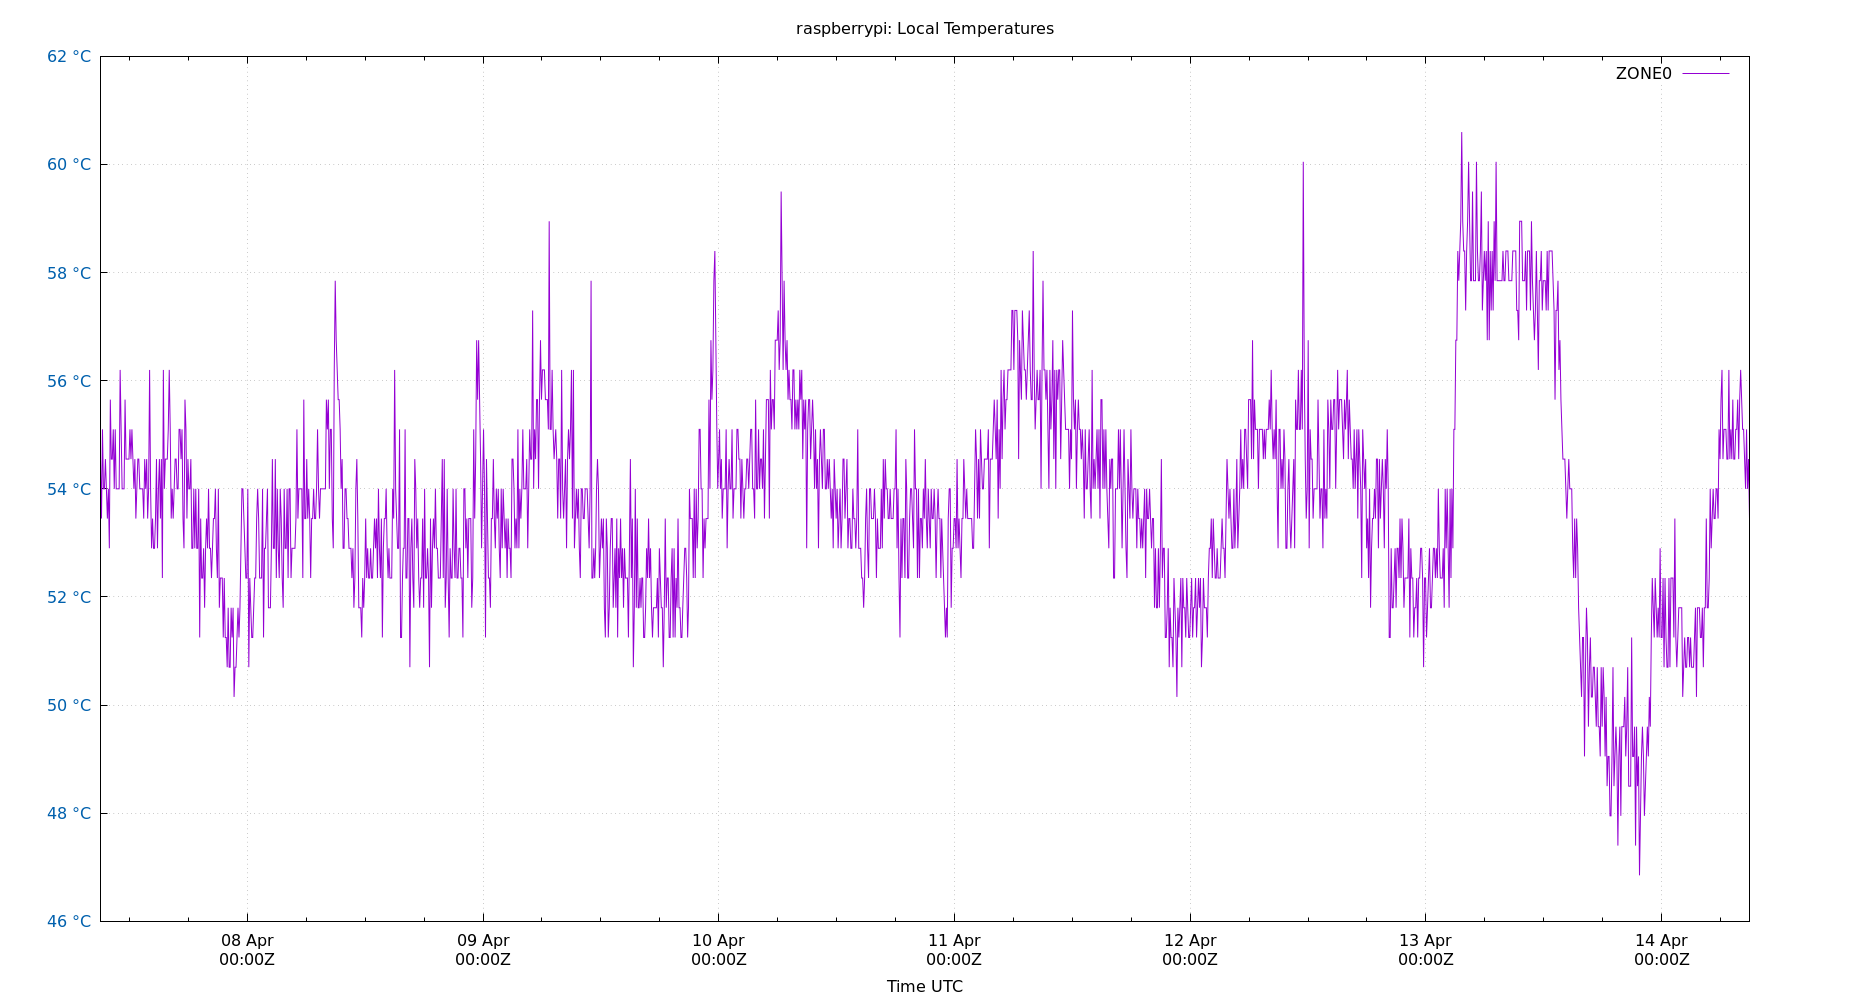 raspberrypi: Local Temperatures
62 °C
ZONE0
60 °C
58 °C
56 °C
54 °C
52 °C
50 °C
48 °C
46 °C
08 Apr 09 Apr 10 Apr 11 Apr 12 Apr 13 Apr 14 Apr
00:00Z 00:00Z 00:00Z 00:00Z 00:00Z 00:00Z 00:00Z
Time UTC